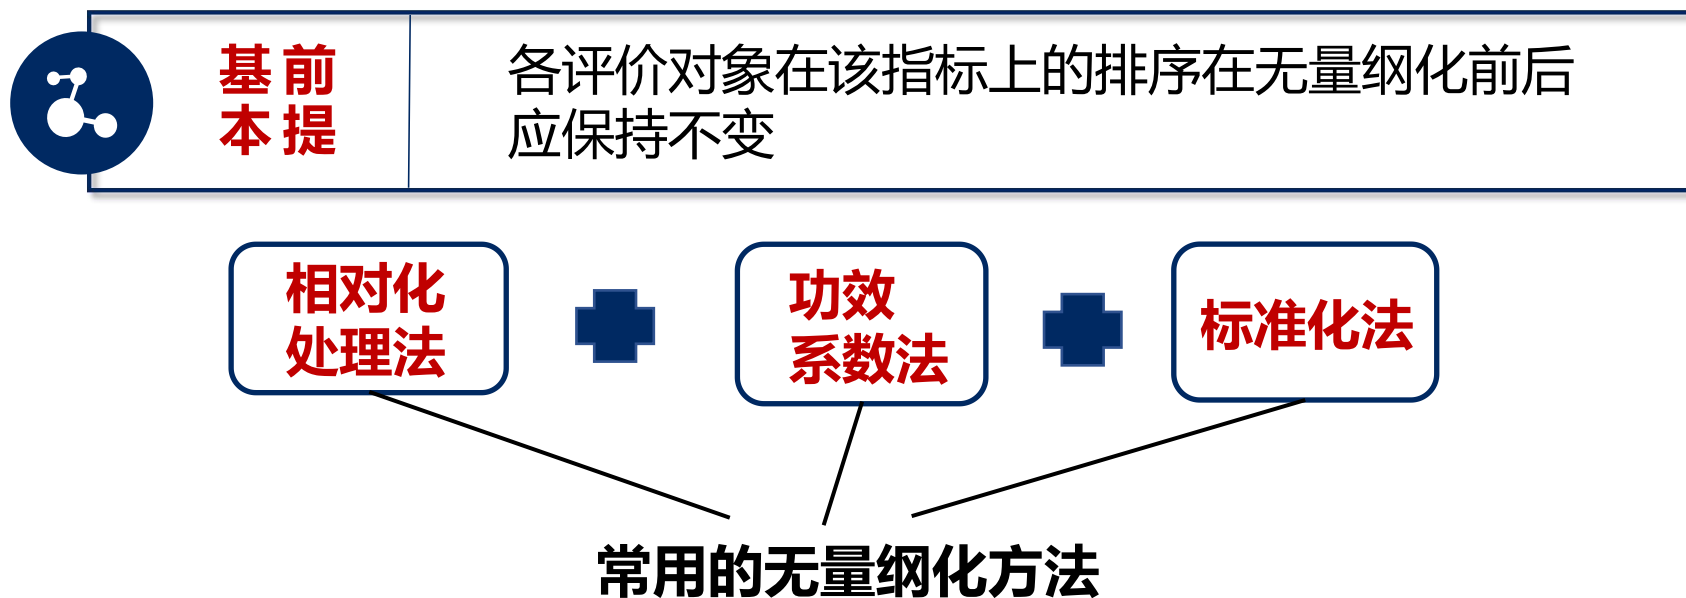 基 前
本 提
各评价对象在该指标上的排序在无量纲化前后
应保持不变
相对化
处理法
功效
系数法
标准化法
常用的无量纲化方法